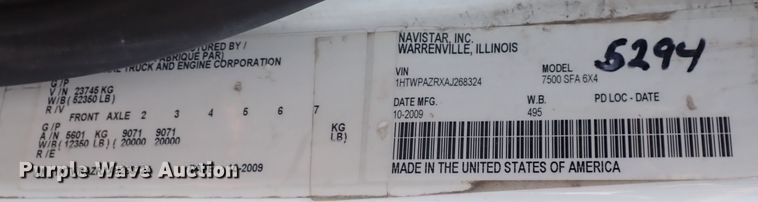 ACTURED BY /
FABRIQUE PAR)
AL TRUCK AND ENGINE CORPORATION
G / P
V / N 23745 KG
W/B ( 52350 LB )
R / V
FRONT AXLE 2 3 4 5 6 7
G / P
A / N 5601 KG 9071 9071
W/B ( 12350 LB ) ( 20000 20000
R / E
KG
LB)
-2009
NAVISTAR, INC.
WARRENVILLE, ILLINOIS
5294
VIN
1HTWPAZRXAJ268324
MODEL
7500 SFA 6X4
DATE MFG.
10-2009
W.B.
495
PD LOC - DATE
MADE IN THE UNITED STATES OF AMERICA
Purple Wave Auction